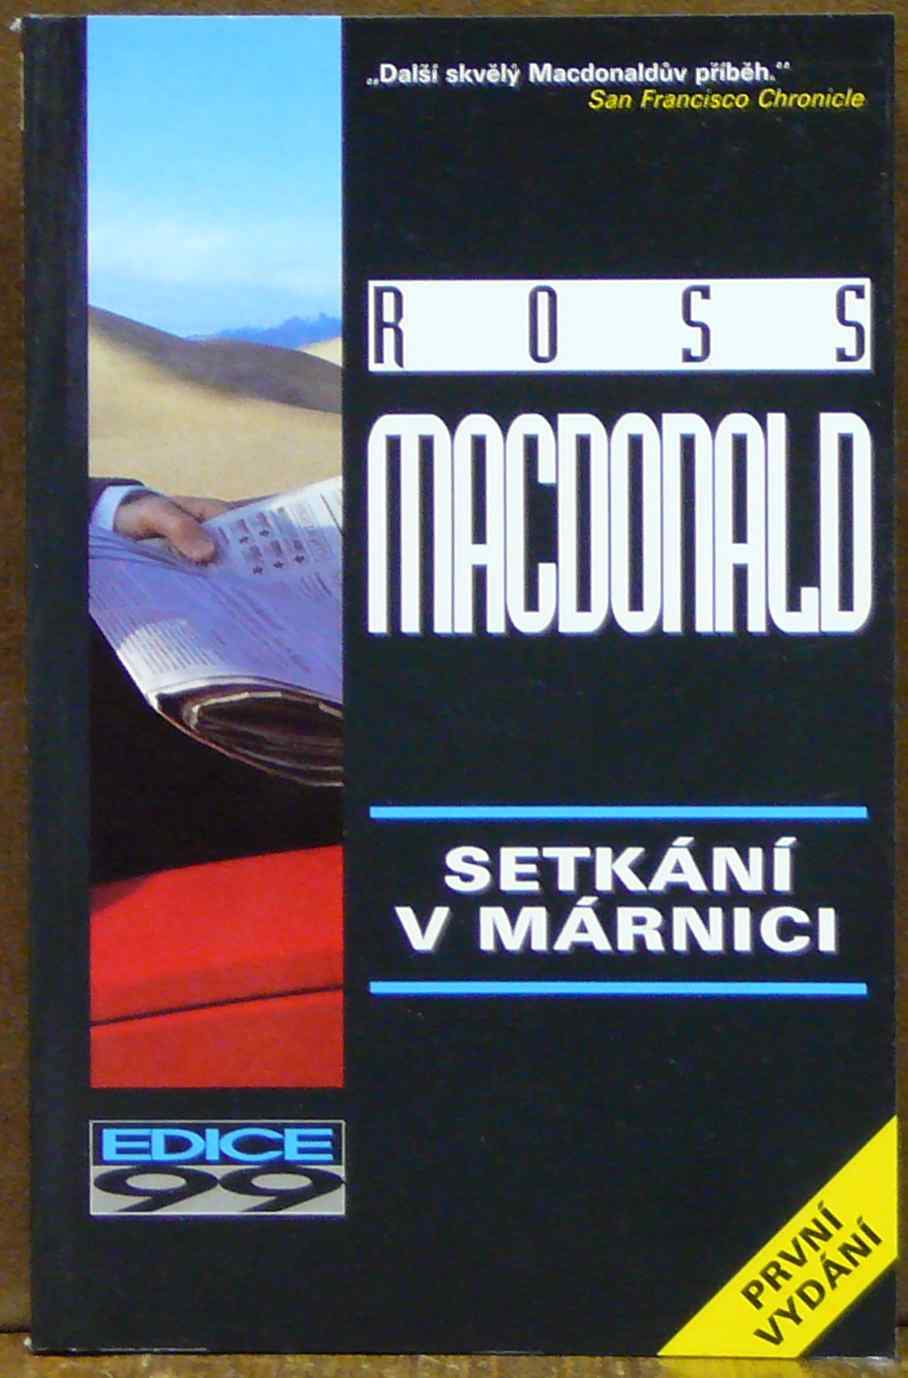 „Další skvělý Macdonaldův příběh.“
San Francisco Chronicle
ROSS
MACDONALD
SETKÁNÍ
V MÁRNICI
EDICE
99
PRVNÍ
VYDÁNÍ